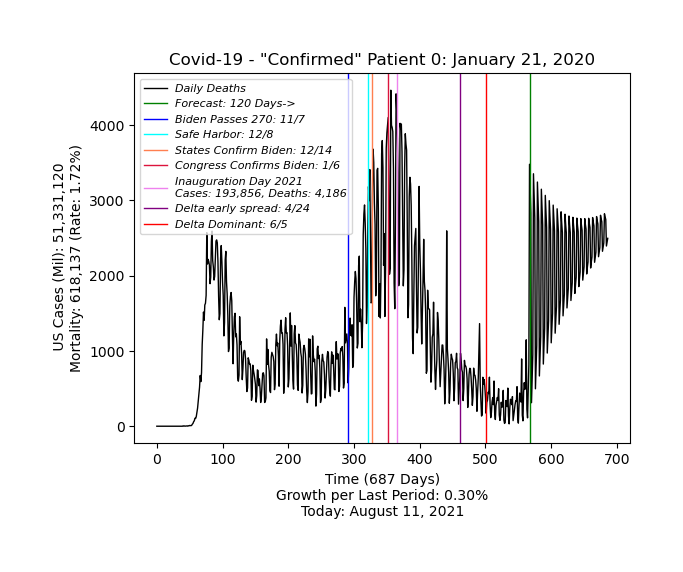 Covid-19 - "Confirmed" Patient 0: January 21, 2020
Daily Deaths
Forecast: 120 Days->
Biden Passes 270: 11/7
Safe Harbor: 12/8
States Confirm Biden: 12/14
Congress Confirms Biden: 1/6
Inauguration Day 2021
Cases: 193,856, Deaths: 4,186
Delta early spread: 4/24
Delta Dominant: 6/5
US Cases (Mil): 51,331,120
Mortality: 618,137 (Rate: 1.72%)
4000
3000
2000
1000
0
0 100 200 300 400 500 600 700
Time (687 Days)
Growth per Last Period: 0.30%
Today: August 11, 2021